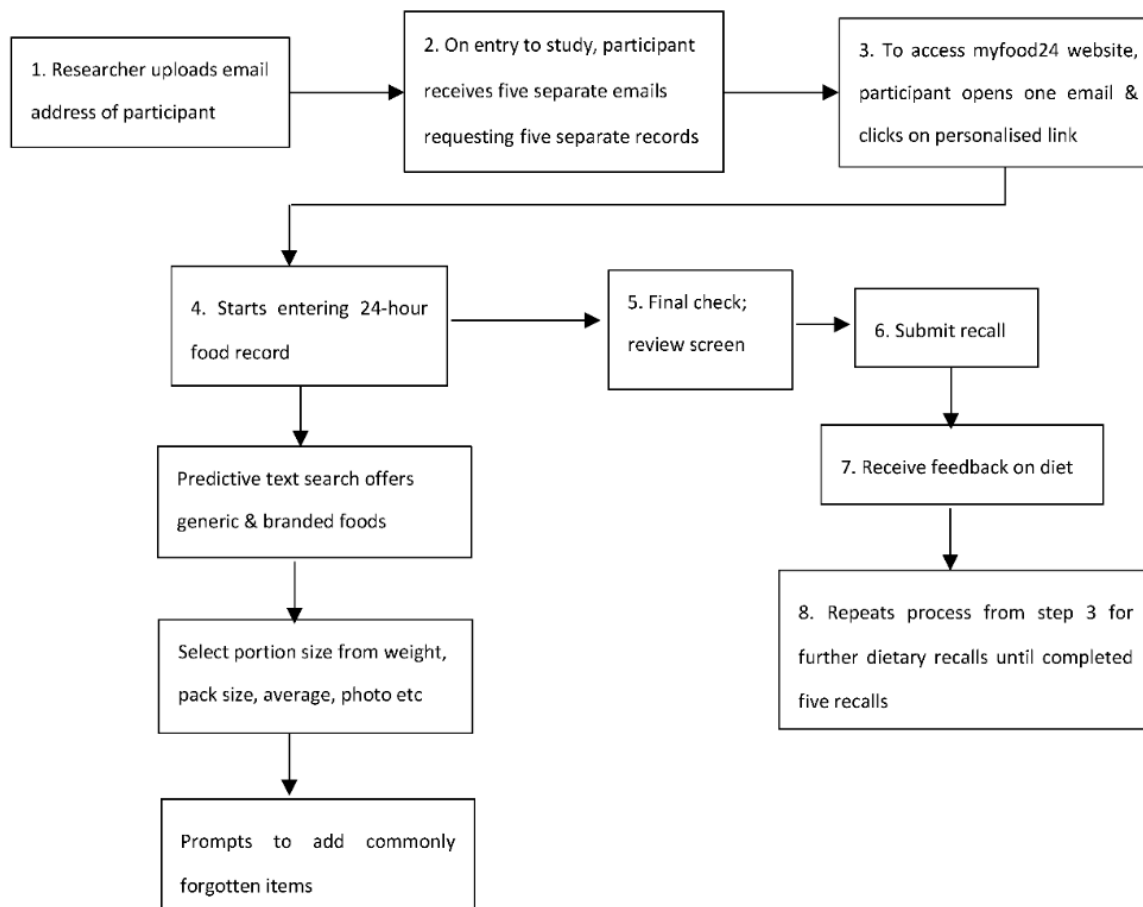 1. Researcher uploads email
address of participant
2. On entry to study, participant
receives five separate emails
requesting five separate records
3. To access myfood24 website,
participant opens one email &
clicks on personalised link
4. Starts entering 24-hour
food record
5. Final check;
review screen
6. Submit recall
Predictive text search offers
generic & branded foods
7. Receive feedback on diet
Select portion size from weight,
pack size, average, photo etc
8. Repeats process from step 3 for
further dietary recalls until completed
five recalls
Prompts to add commonly
forgotten items